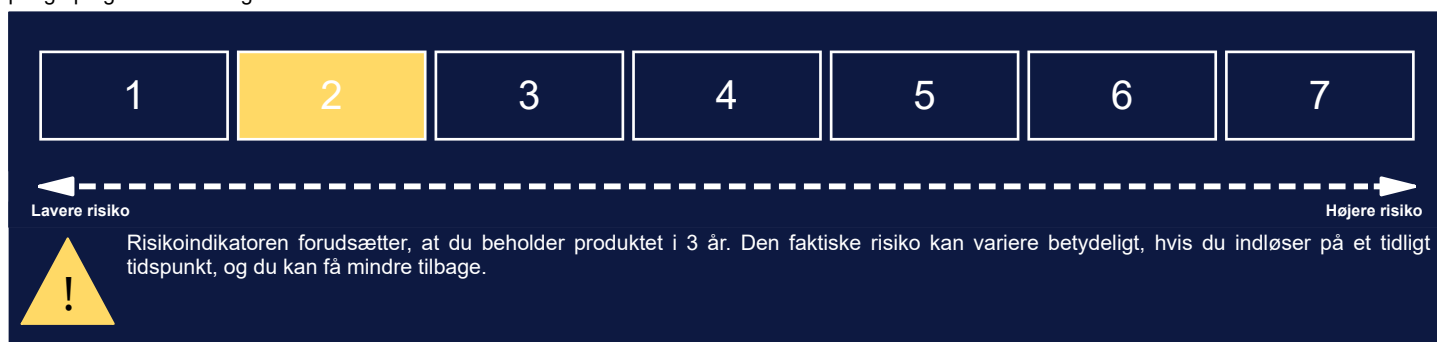 1 2 3 4 5 6 7
Lavere risiko Højere risiko
Risikoindikatoren forudsætter, at du beholder produktet i 3 år. Den faktiske risiko kan variere betydeligt, hvis du indløser på et tidligt
tidspunkt, og du kan få mindre tilbage.
!